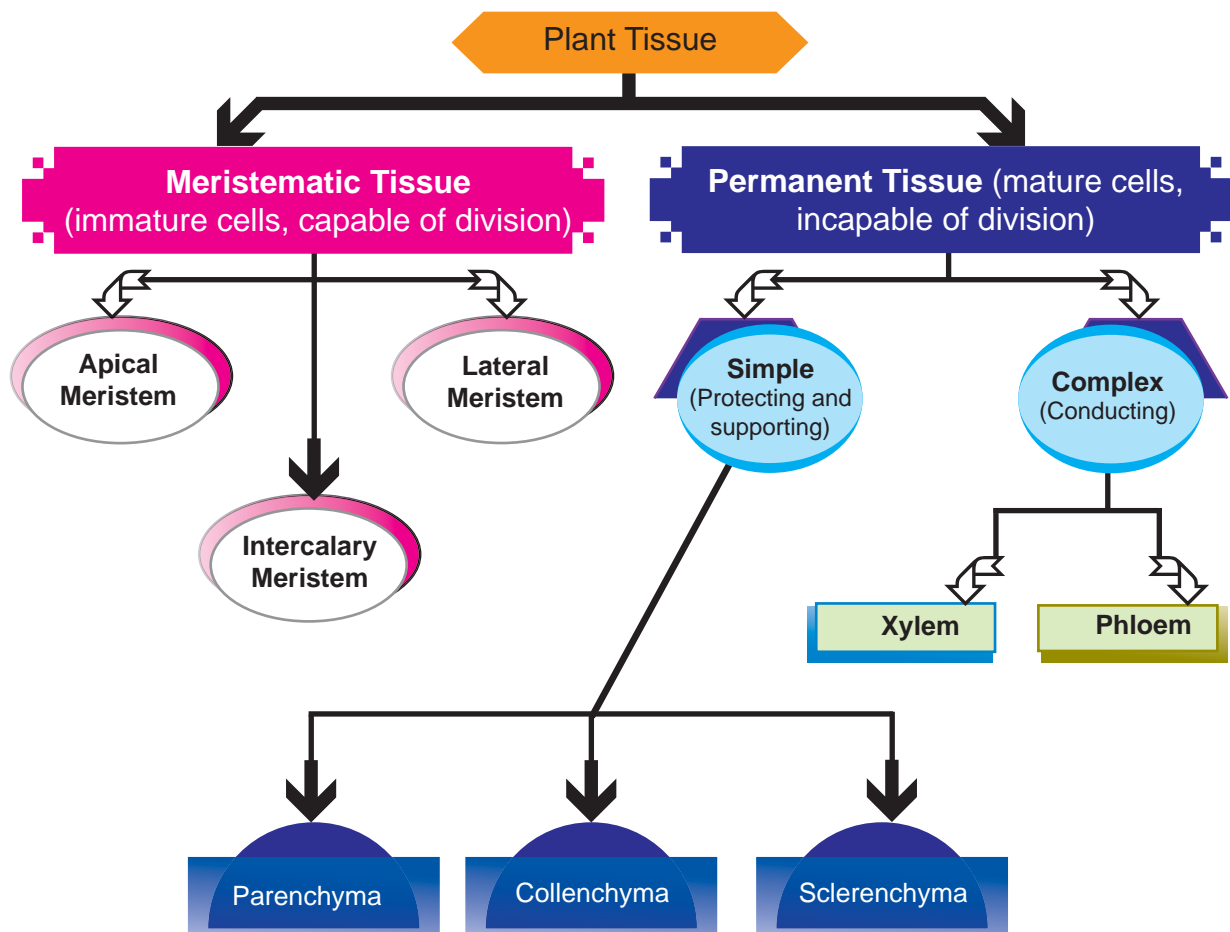 Plant Tissue
Meristematic Tissue
(immature cells, capable of division)
Permanent Tissue (mature cells,
incapable of division)
Apical
Meristem
Lateral
Meristem
Intercalary
Meristem
Simple
(Protecting and
supporting)
Complex
(Conducting)
Xylem
Phloem
Parenchyma
Collenchyma
Sclerenchyma